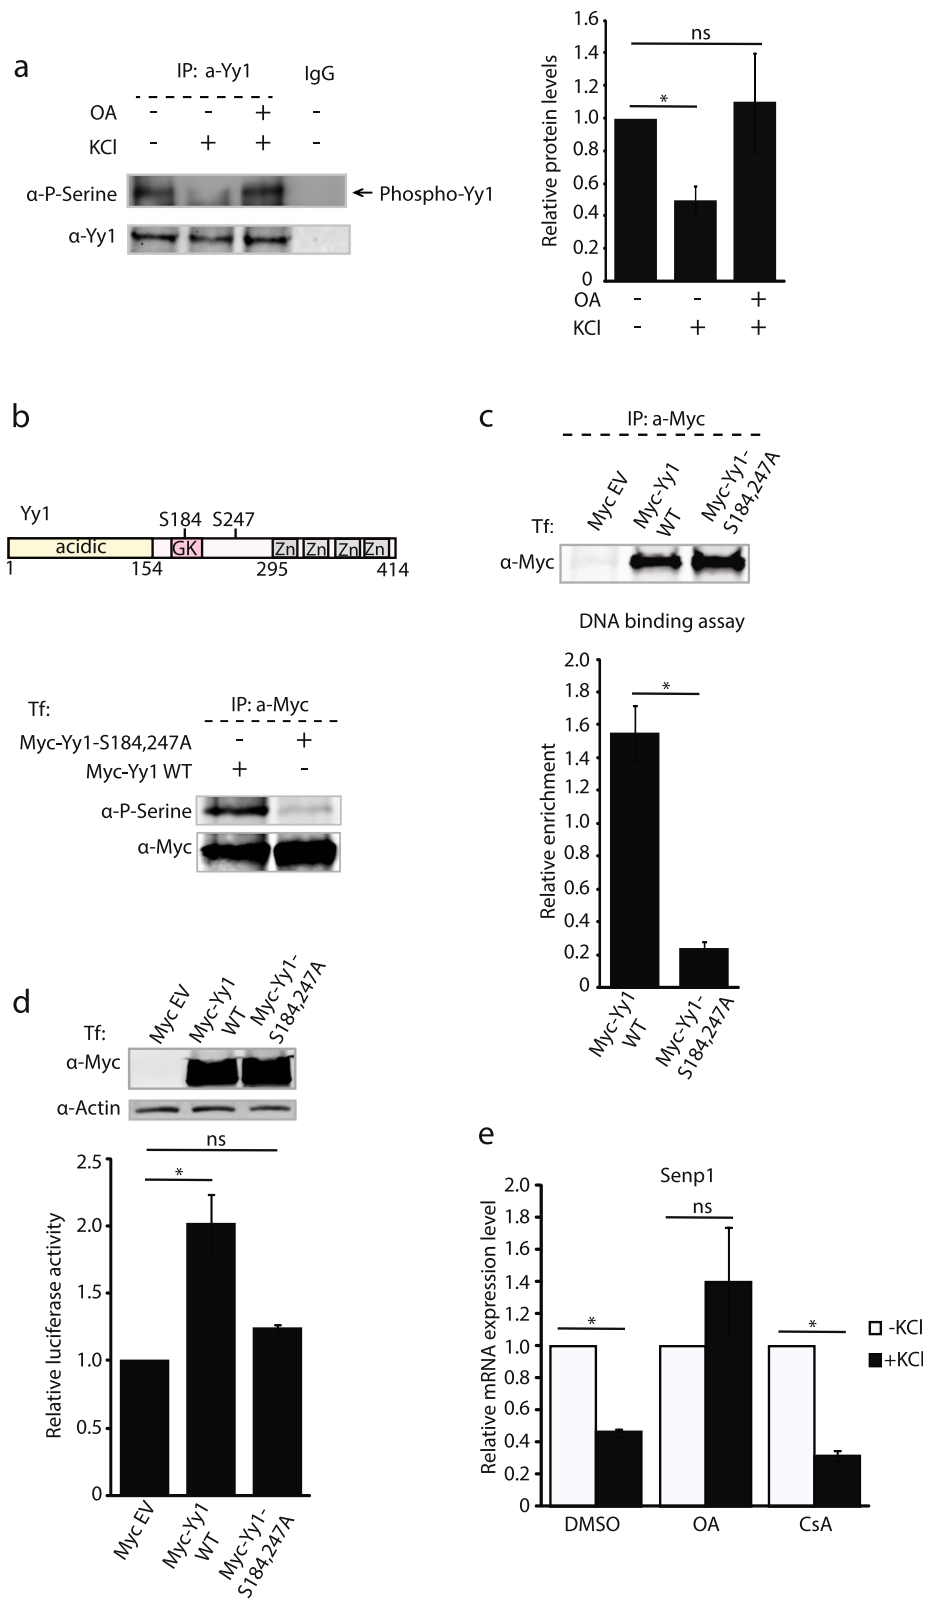 a
IP: a-Yy1 IgG
OA - - + -
KCl - + + -
α-P-Serine ← Phospho-Yy1
α-Yy1
Relative protein levels
1.6
1.4
1.2
1.0
0.8
0.6
0.4
0.2
0
ns
*
OA - - +
KCl - + +
b
Yy1
S184 S247
acidic GK Zn Zn Zn Zn
1 154 295 414
Tf: IP: a-Myc
Myc-Yy1-S184,247A - +
Myc-Yy1 WT + -
α-P-Serine
α-Myc
c
IP: a-Myc
Tf: Myc EV Myc-Yy1 WT Myc-Yy1-S184,247A
α-Myc
DNA binding assay
Relative enrichment
2.0
1.8
1.6
1.4
1.2
1.0
0.8
0.6
0.4
0.2
0
*
Myc-Yy1 WT Myc-Yy1-S184,247A
d
Tf: Myc EV Myc-Yy1 WT Myc-Yy1-S184,247A
α-Myc
α-Actin
Relative luciferase activity
2.5
2.0
1.5
1.0
0.5
0
ns
*
Myc EV Myc-Yy1 WT Myc-Yy1-S184,247A
e
Senp1
Relative mRNA expression level
2.0
1.8
1.6
1.4
1.2
1.0
0.8
0.6
0.4
0.2
0
* ns *
-KCl
+KCl
DMSO OA CsA